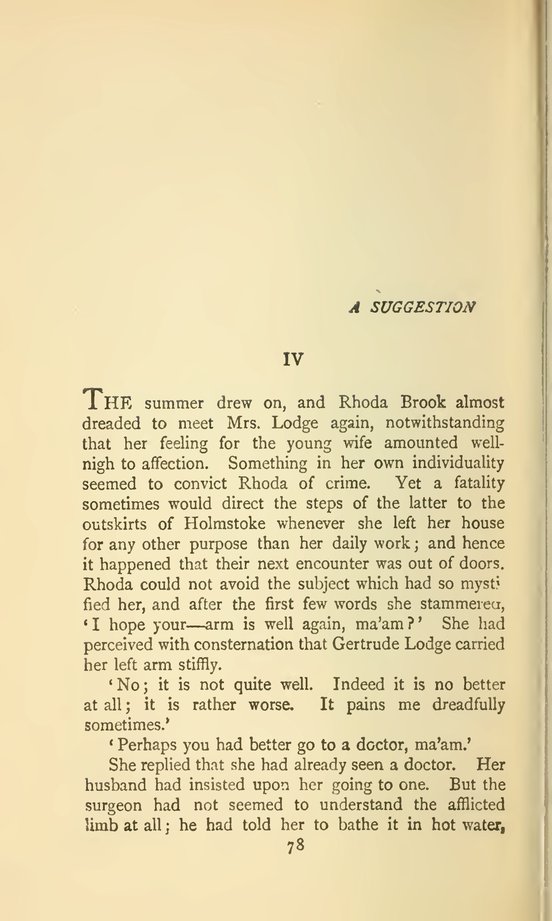 A SUGGESTION
IV
THE summer drew on, and Rhoda Brook almost
dreaded to meet Mrs. Lodge again, notwithstanding
that her feeling for the young wife amounted well-
nigh to affection. Something in her own individuality
seemed to convict Rhoda of crime. Yet a fatality
sometimes would direct the steps of the latter to the
outskirts of Holmstoke whenever she left her house
for any other purpose than her daily work; and hence
it happened that their next encounter was out of doors.
Rhoda could not avoid the subject which had so mysti
fied her, and after the first few words she stammered,
‘I hope your—arm is well again, ma'am?’ She had
perceived with consternation that Gertrude Lodge carried
her left arm stiffly.
‘No; it is not quite well. Indeed it is no better
at all; it is rather worse. It pains me dreadfully
sometimes.’
‘Perhaps you had better go to a doctor, ma'am.’
She replied that she had already seen a doctor. Her
husband had insisted upon her going to one. But the
surgeon had not seemed to understand the afflicted
limb at all; he had told her to bathe it in hot water,
78